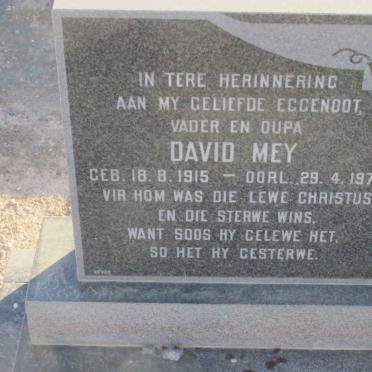 IN TERE HERINNERING
AAN MY GELIEFDE EGGENOOT,
VADER EN OUPA
DAVID MEY
GEB. 18. 8. 1915 — OORL. 29. 4. 197
VIR HOM WAS DIE LEWE CHRISTUS
EN DIE STERWE WINS.
WANT SOOS HY GELEWE HET,
SO HET HY GESTERWE.